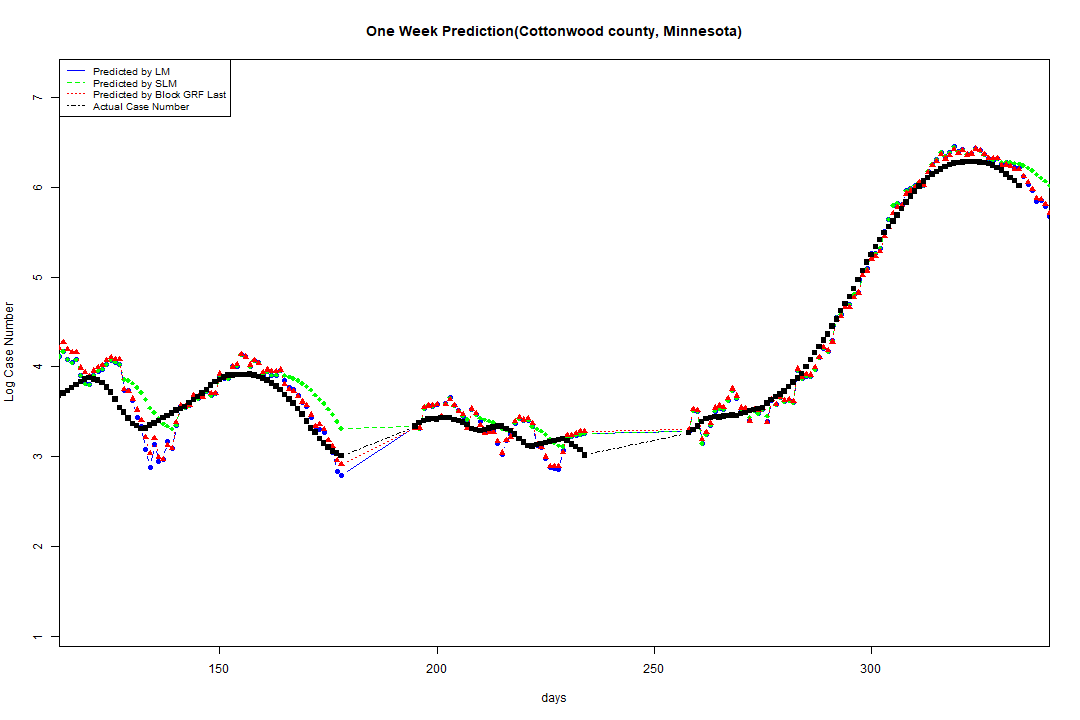 One Week Prediction(Cottonwood county, Minnesota)
Predicted by LM
Predicted by SLM
Predicted by Block GRF Last
Actual Case Number
7
6
5
4
3
2
1
Log Case Number
150
200
250
300
days